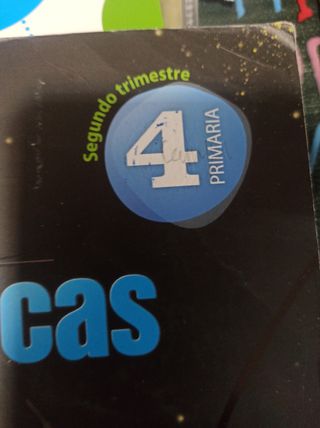 Segundo trimestre
4
PRIMARIA
cas